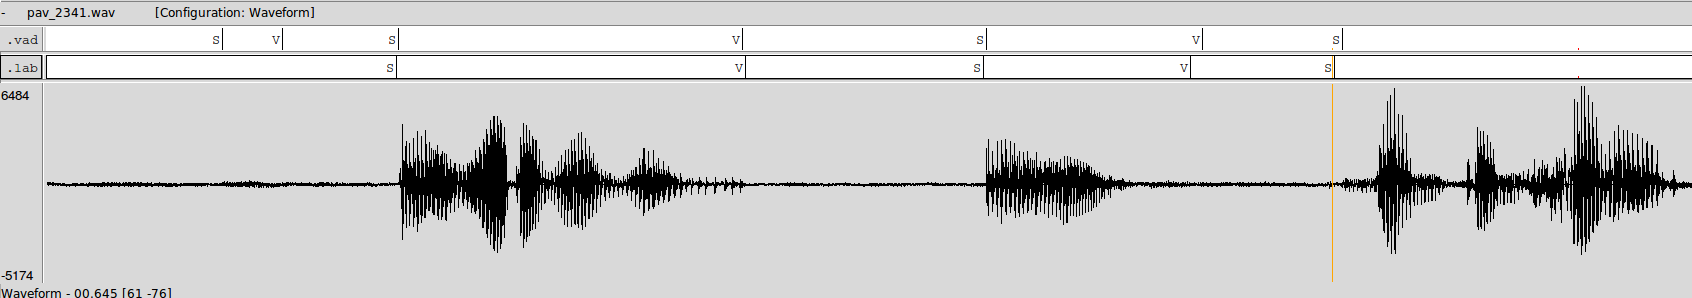 - pav_2341.wav [Configuration: Waveform]
.vad S V S V S V S
.lab S V S V S
6484
-5174
Waveform - 00.645 [61 -76]